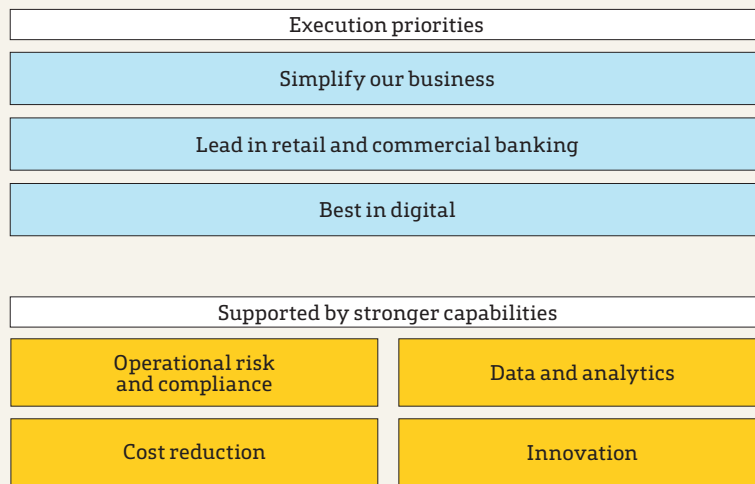 Execution priorities
Simplify our business
Lead in retail and commercial banking
Best in digital
Supported by stronger capabilities
Operational risk
and compliance
Data and analytics
Cost reduction
Innovation